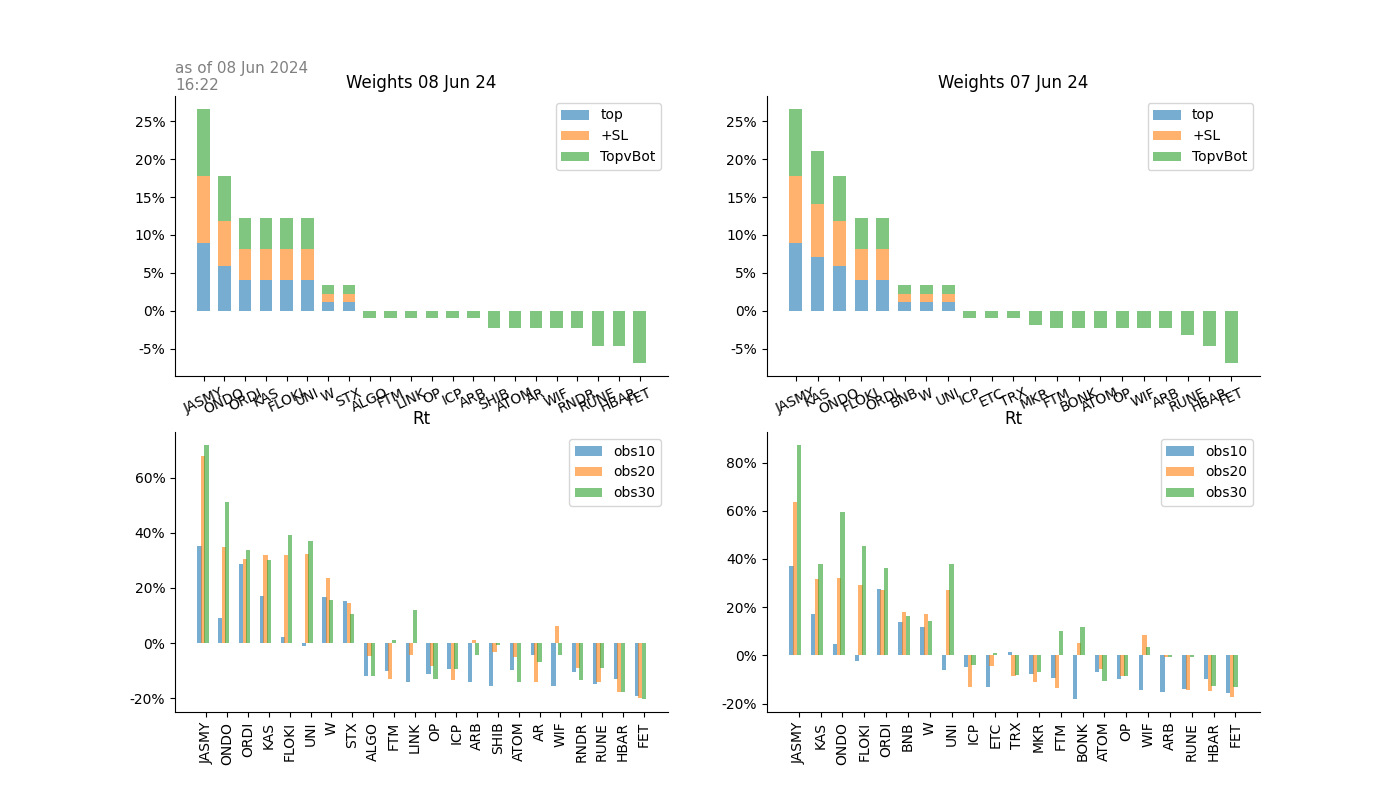 as of 08 Jun 2024
16:22
Weights 08 Jun 24
25%
20%
15%
10%
5%
0%
-5%
top
+SL
TopvBot
JASMY ONDO ORDI KAS FLOKI UNI W STX ALGO FTM LINK OP ICP ARB SHIB ATOM AR WIF RNDR RUNE HBAR FET
Weights 07 Jun 24
25%
20%
15%
10%
5%
0%
-5%
top
+SL
TopvBot
JASMY KAS ONDO FLOKI ORDI BNB W UNI ICP ETC TRX MKR FTM BONK ATOM OP WIF ARB RUNE HBAR FET
Rt
60%
40%
20%
0%
-20%
obs10
obs20
obs30
JASMY ONDO ORDI KAS FLOKI UNI W STX ALGO FTM LINK OP ICP ARB SHIB ATOM AR WIF RNDR RUNE HBAR FET
Rt
80%
60%
40%
20%
0%
-20%
obs10
obs20
obs30
JASMY KAS ONDO FLOKI ORDI BNB W UNI ICP ETC TRX MKR FTM BONK ATOM OP WIF ARB RUNE HBAR FET